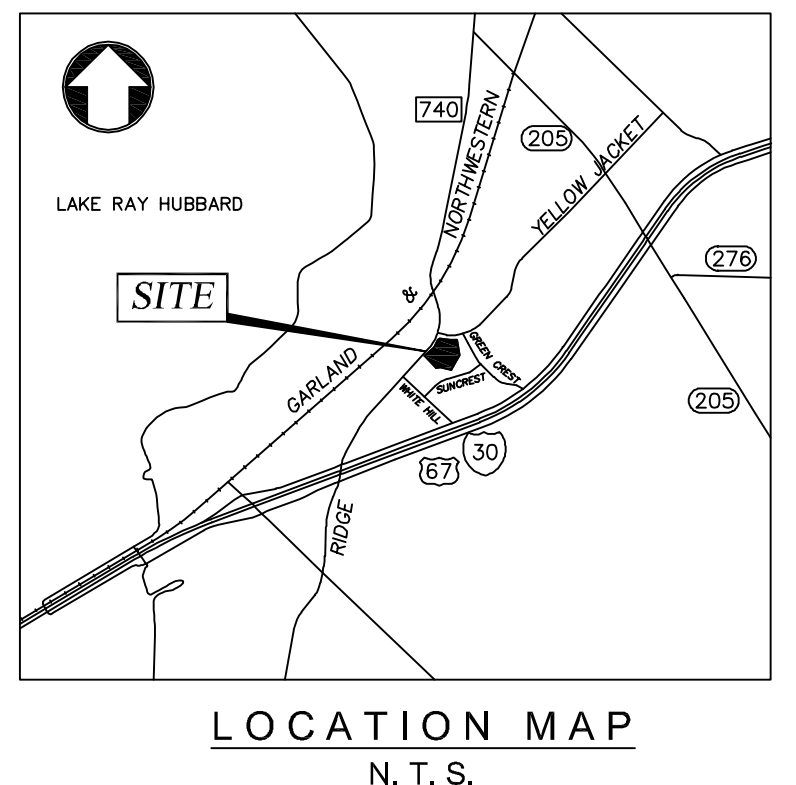 740
205
NORTHWESTERN
YELLOW JACKET
LAKE RAY HUBBARD
276
SITE
&
GARLAND
GREEN CREST
SUNCREST
WHITE HILL
205
30
67
RIDGE
LOCATION MAP
N. T. S.